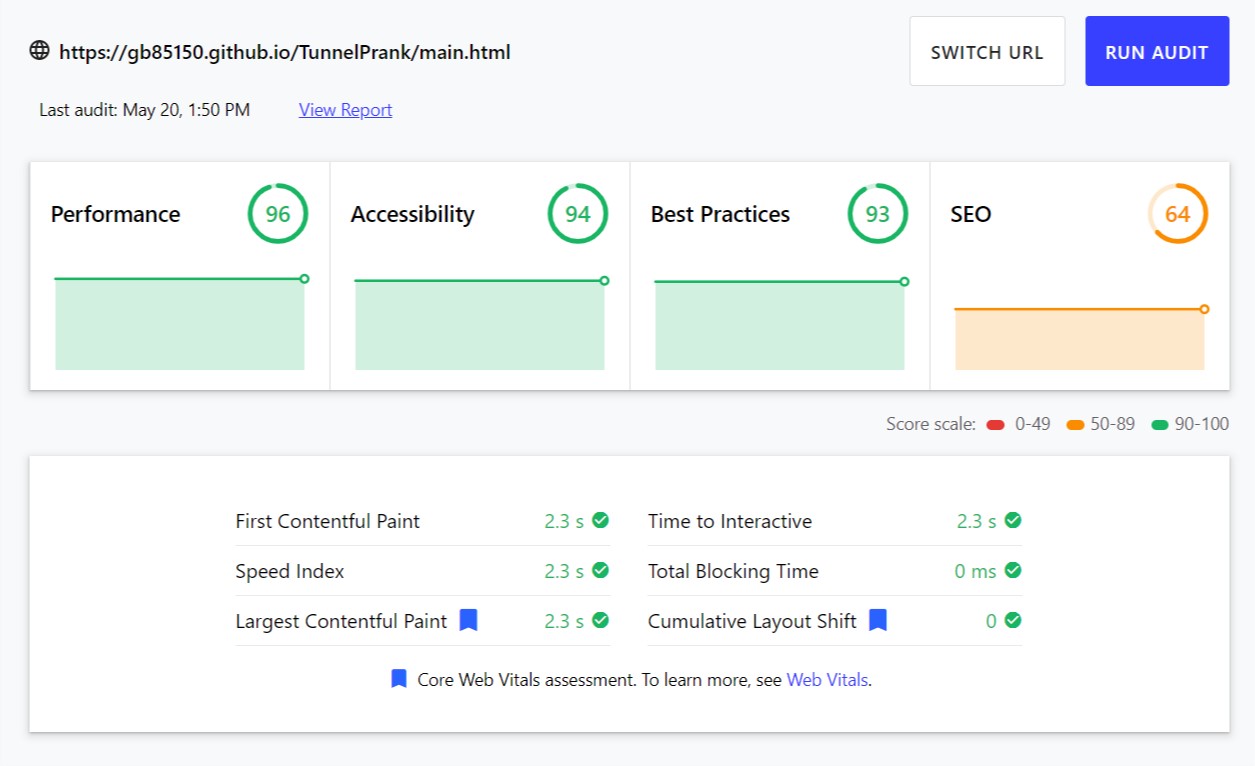 https://gb85150.github.io/TunnelPrank/main.html
SWITCH URL
RUN AUDIT
Last audit: May 20, 1:50 PM
View Report
Performance
96
Accessibility
94
Best Practices
93
SEO
64
Score scale: 0-49 50-89 90-100
First Contentful Paint 2.3 s
Time to Interactive 2.3 s
Speed Index 2.3 s
Total Blocking Time 0 ms
Largest Contentful Paint 2.3 s
Cumulative Layout Shift 0
Core Web Vitals assessment. To learn more, see Web Vitals.